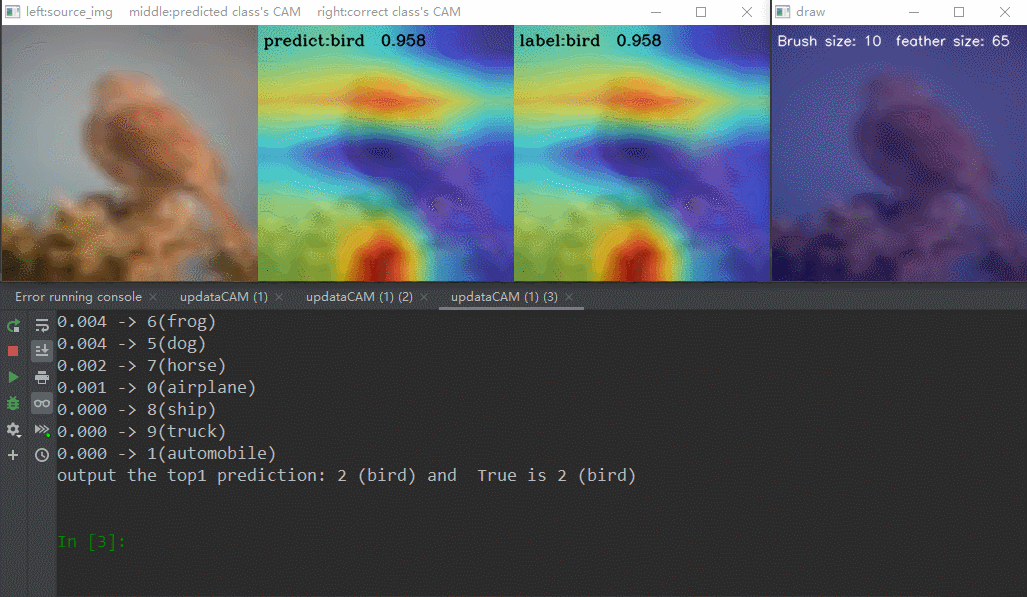 left:source_img    middle:predicted class's CAM    right:correct class's CAM
draw
predict:bird  0.958
label:bird  0.958
Brush size: 10  feather size: 65
Error running console
updataCAM (1)
updataCAM (1) (2)
updataCAM (1) (3)
0.004 -> 6(frog)
0.004 -> 5(dog)
0.002 -> 7(horse)
0.001 -> 0(airplane)
0.000 -> 8(ship)
0.000 -> 9(truck)
0.000 -> 1(automobile)
output the top1 prediction: 2 (bird) and  True is 2 (bird)
In [3]: